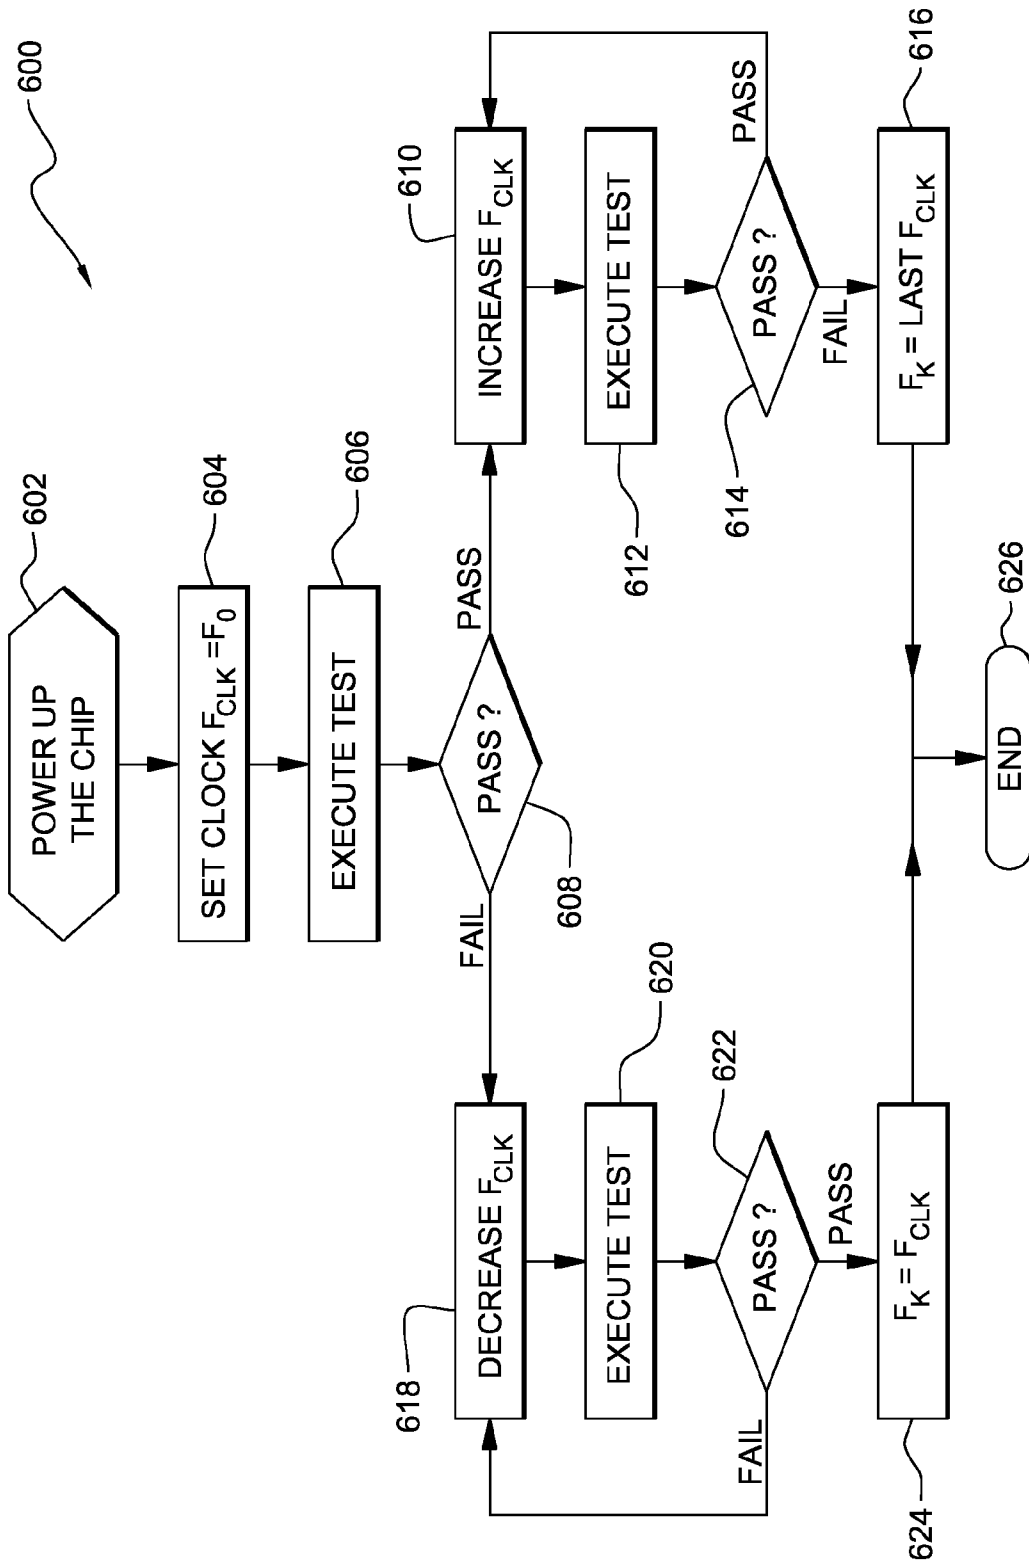 600
POWER UP
THE CHIP
602
SET CLOCK F_CLK = F_0
604
EXECUTE TEST
606
PASS ?
608
FAIL
PASS
DECREASE F_CLK
618
EXECUTE TEST
620
PASS ?
622
FAIL
PASS
F_K = F_CLK
624
INCREASE F_CLK
610
EXECUTE TEST
612
PASS ?
614
PASS
FAIL
F_K = LAST F_CLK
616
END
626